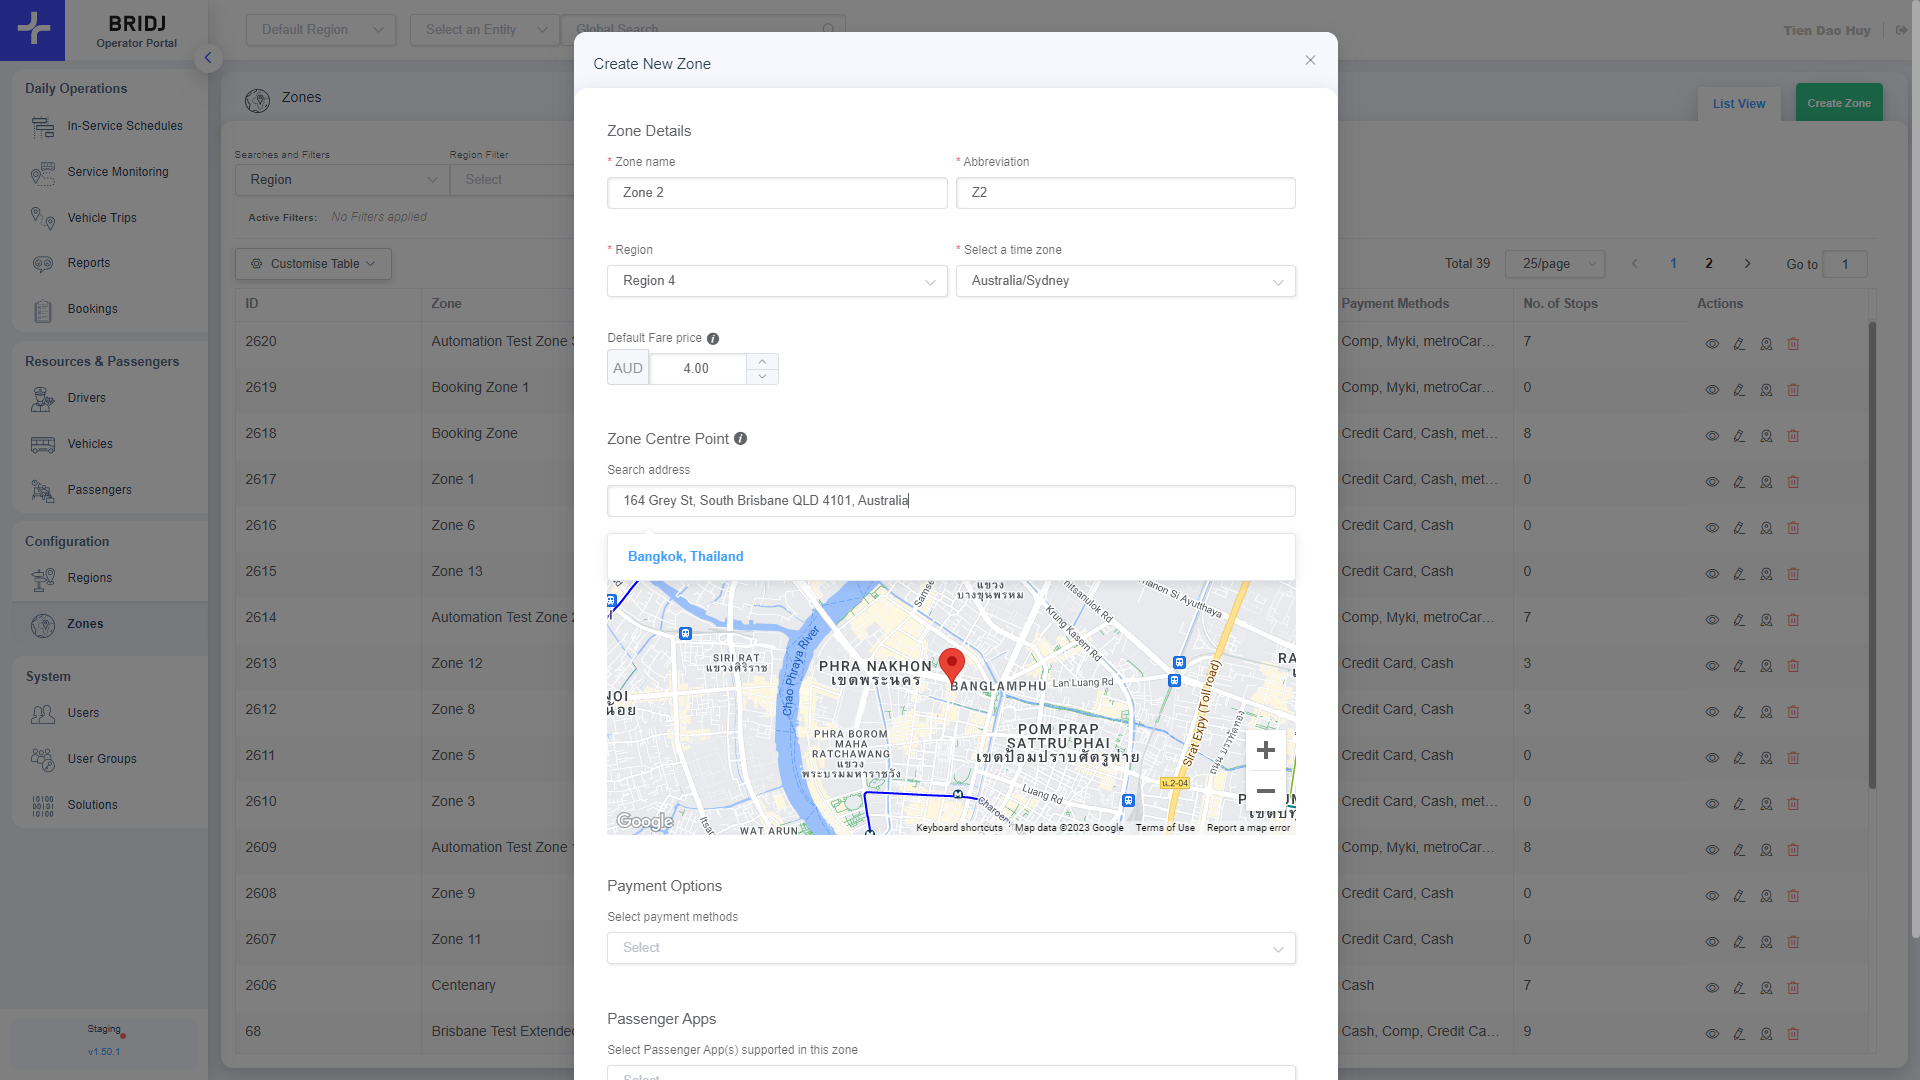 BRIDJ
Operator Portal
Default Region
Select an Entity
Global Search
Tien Dao Huy
Daily Operations
In-Service Schedules
Service Monitoring
Vehicle Trips
Reports
Bookings
Resources & Passengers
Drivers
Vehicles
Passengers
Configuration
Regions
Zones
System
Users
User Groups
Solutions
Staging
v1.50.1
Zones
List View
Create Zone
Searches and Filters
Region Filter
Region
Select
Active Filters: No Filters applied
Customise Table
Total 39
25/page
1
2
Go to
1
ID Zone Payment Methods No. of Stops Actions
2620 Automation Test Zone Comp, Myki, metroCar... 7
2619 Booking Zone 1 Comp, Myki, metroCar... 0
2618 Booking Zone Credit Card, Cash, met... 8
2617 Zone 1 Credit Card, Cash, met... 0
2616 Zone 6 Credit Card, Cash 0
2615 Zone 13 Credit Card, Cash 0
2614 Automation Test Zone Comp, Myki, metroCar... 7
2613 Zone 12 Credit Card, Cash 3
2612 Zone 8 Credit Card, Cash 3
2611 Zone 5 Credit Card, Cash 0
2610 Zone 3 Credit Card, Cash, met... 0
2609 Automation Test Zone Comp, Myki, metroCar... 8
2608 Zone 9 Credit Card, Cash 0
2607 Zone 11 Credit Card, Cash 0
2606 Centenary Cash 7
68 Brisbane Test Extended Cash, Comp, Credit Ca... 9
Create New Zone
Zone Details
* Zone name
* Abbreviation
Zone 2
Z2
* Region
* Select a time zone
Region 4
Australia/Sydney
Default Fare price
AUD
4.00
Zone Centre Point
Search address
164 Grey St, South Brisbane QLD 4101, Australia
Bangkok, Thailand
แขวง
บางขุนพรหม
Krung Kasem Rd
Chao Phraya River
SIRI RAT
แขวงศิริราช
PHRA NAKHON
เขตพระนคร
BANGLAMPHU
Lan Luang Rd
Sirat Expy (Toll road)
POM PRAP
SATTRU PHAI
เขตป้อมปราบศัตรูพ่าย
PHRA BOROM
MAHA
RATCHAWANG
แขวง
พระบรมมหาราชวัง
น.2-04
Luang Rd
WAT ARUN
Google
Keyboard shortcuts
Map data ©2023 Google
Terms of Use
Report a map error
Payment Options
Select payment methods
Select
Passenger Apps
Select Passenger App(s) supported in this zone
Select